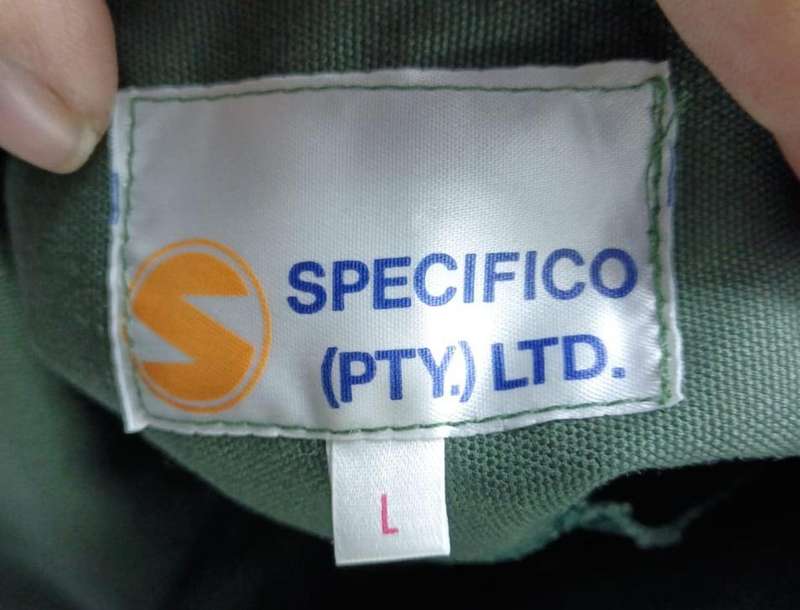 SPECIFICO
(PTY.) LTD.
L